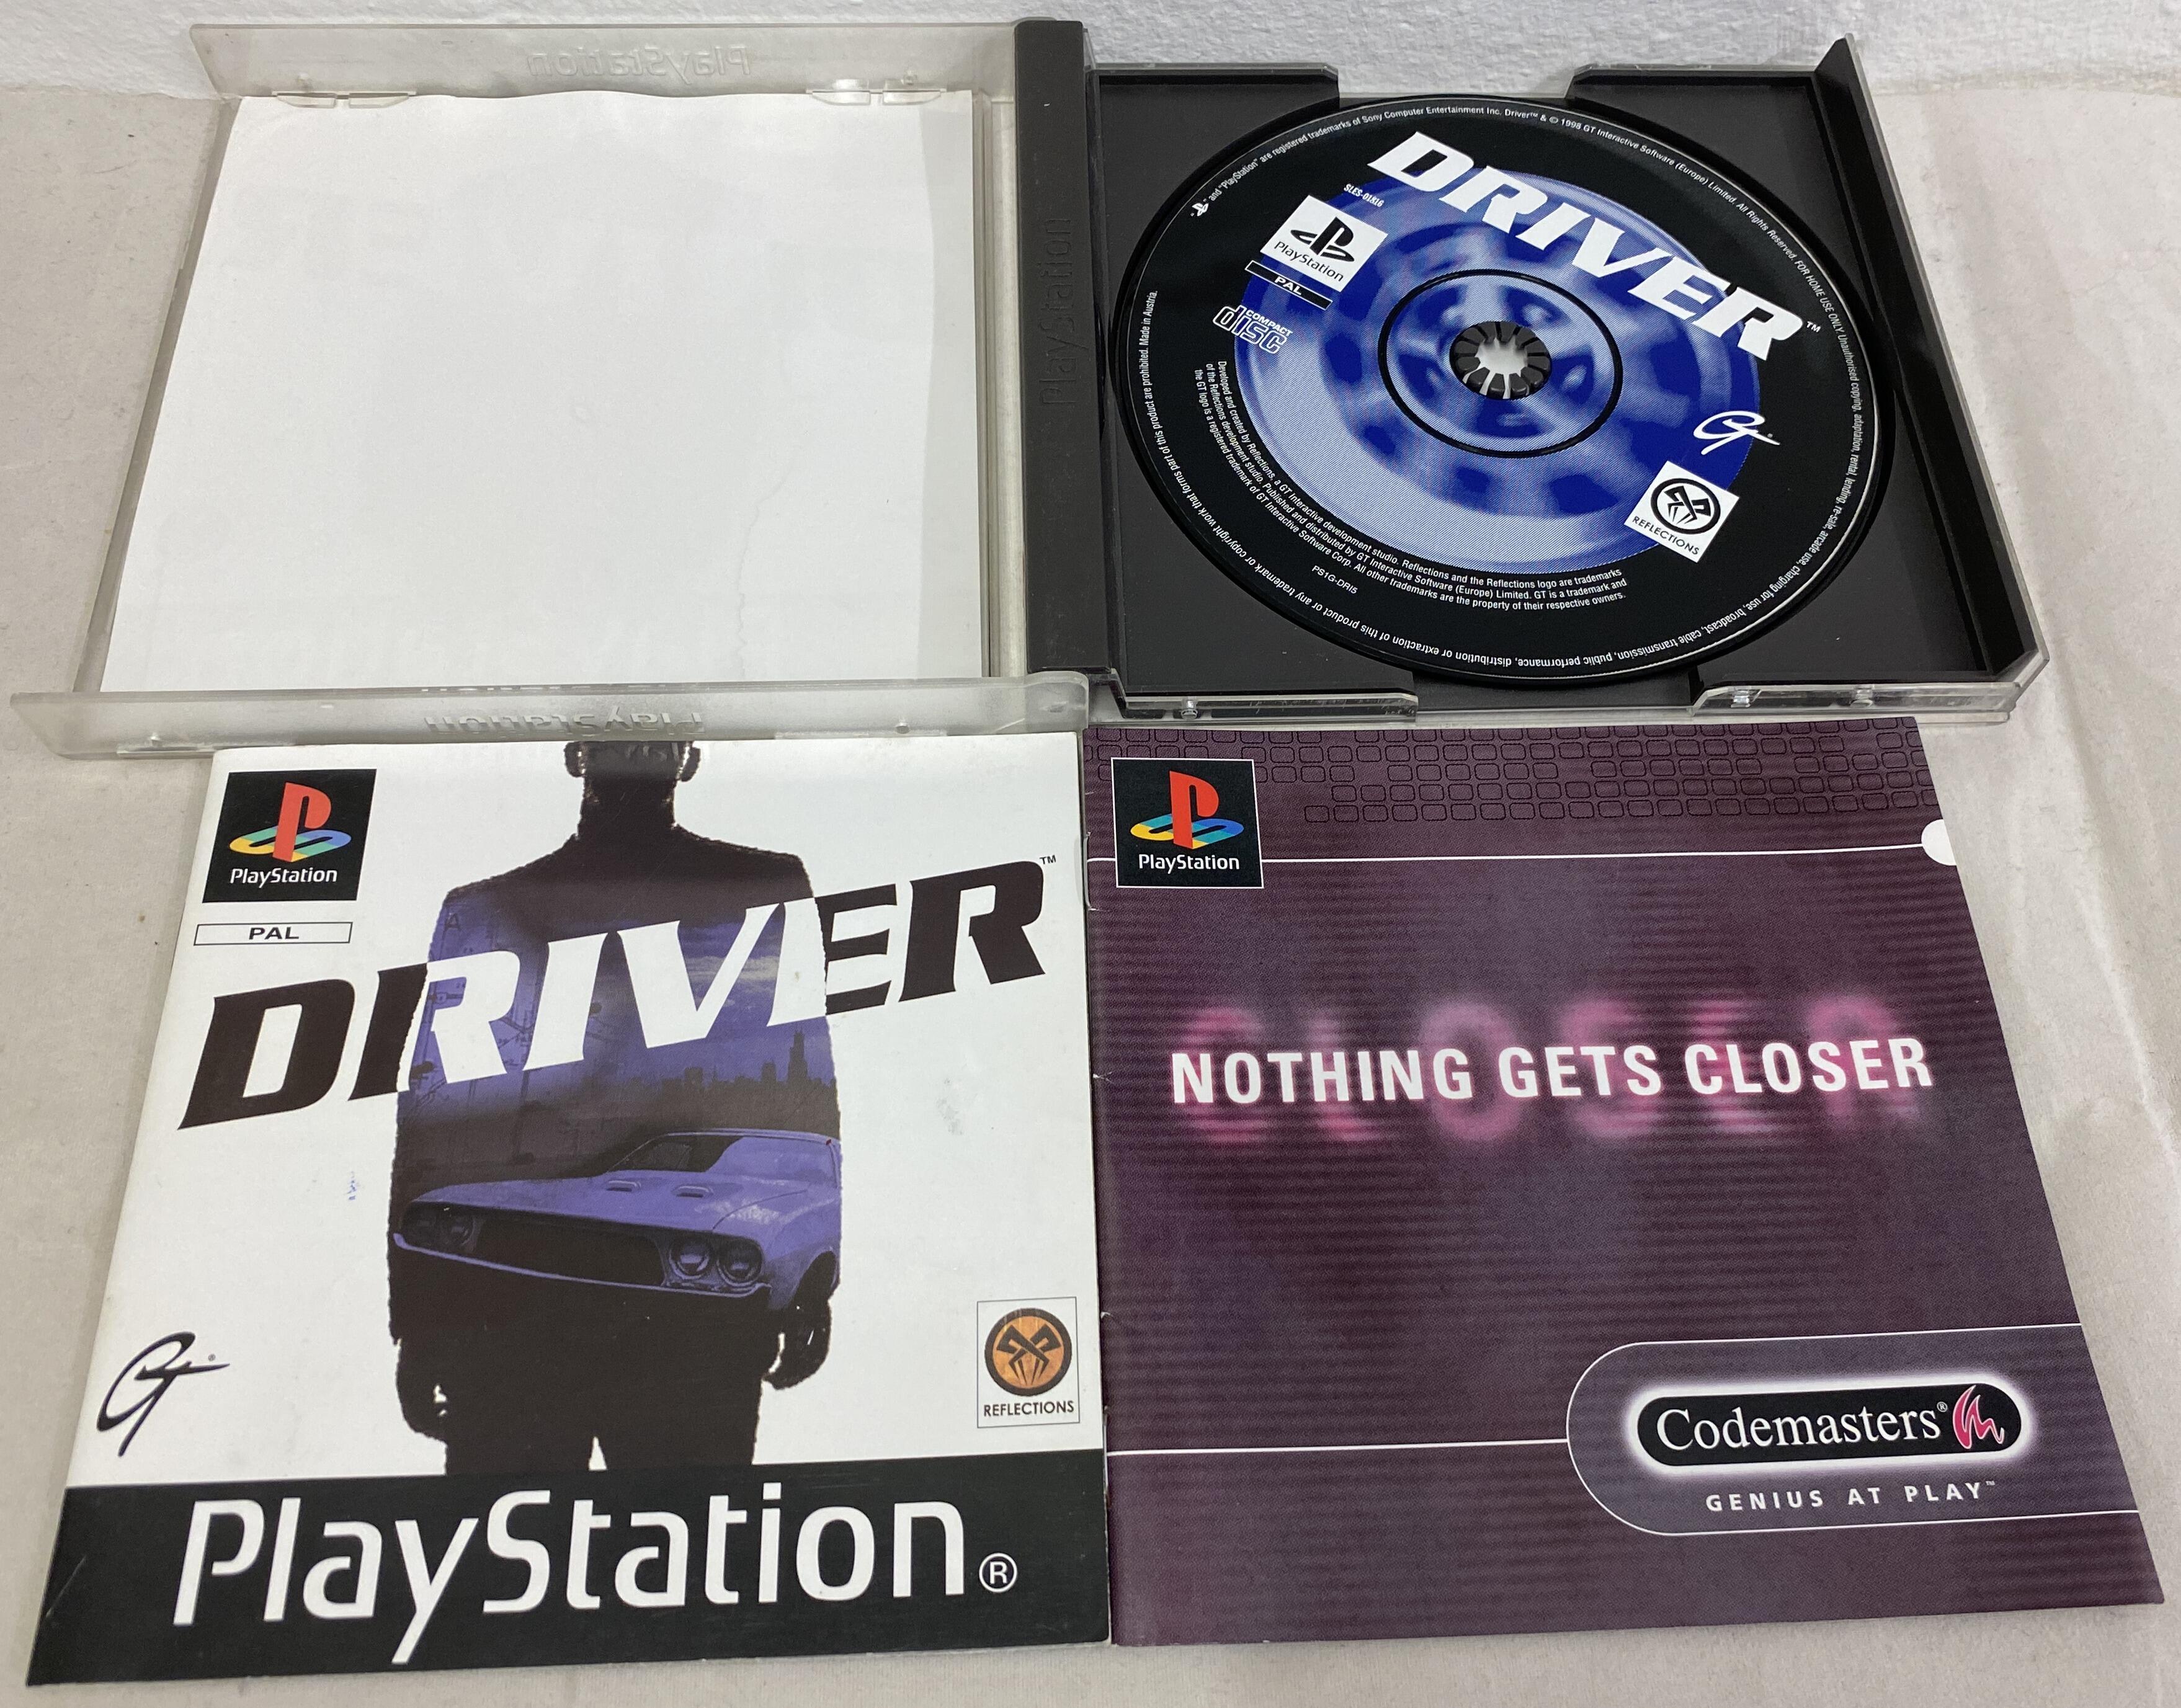 PlayStation
PlayStation
PlayStation
and "PlayStation" are registered trademarks of Sony Computer Entertainment Inc. Driver™ & © 1998 GT Interactive Software (Europe) Limited. All Rights Reserved. FOR HOME USE ONLY. Unauthorised copying, adaptation, rental, lending, re-sale, arcade use, charging for use, broadcast, cable transmission, public performance, distribution or extraction of this product or any trademark or copyright work that forms part of this product are prohibited. Made in Austria.
DRIVER™
SLES-01816
PlayStation
PAL
COMPACT
disc
GT
REFLECTIONS
Developed and created by Reflections, a GT Interactive development studio. Reflections and the Reflections logo are trademarks
of the Reflections development studio. Published and distributed by GT Interactive Software (Europe) Limited. GT is a trademark and
the GT logo is a registered trademark of GT Interactive Software Corp. All other trademarks are the property of their respective owners.
PS1G-DRI5
PlayStation
PAL
DRIVER™
GT®
REFLECTIONS
PlayStation®
PlayStation
CLOSER
NOTHING GETS CLOSER
Codemasters®
GENIUS AT PLAY™